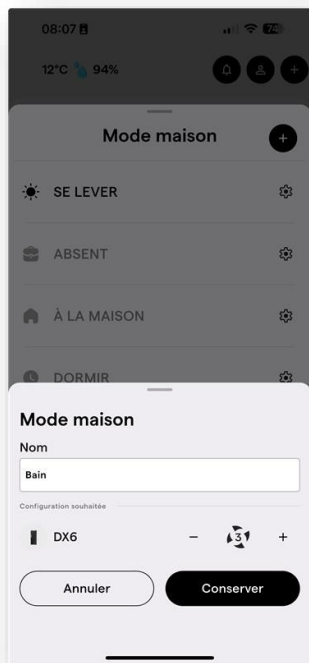 08:07
74
12°C 94%
Mode maison
SE LEVER
ABSENT
À LA MAISON
DORMIR
Mode maison
Nom
Bain
Configuration souhaitée
DX6
3
Annuler
Conserver